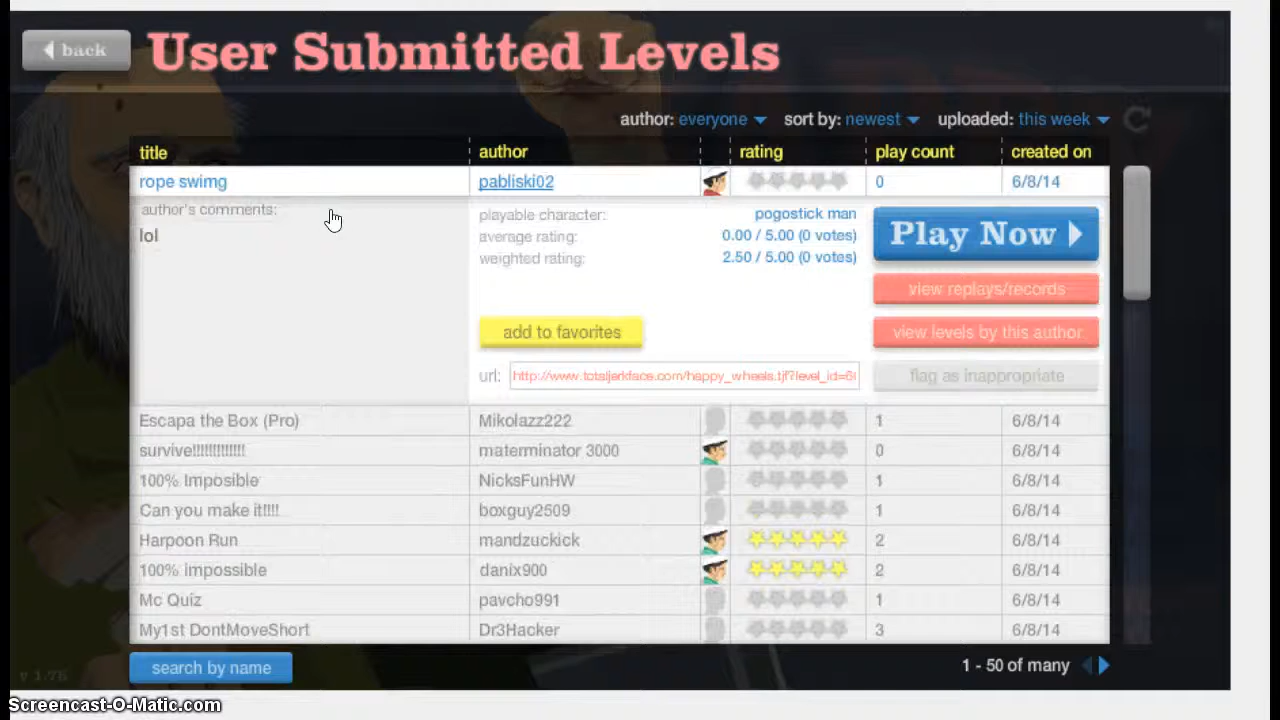 back
User Submitted Levels
author: everyone sort by: newest uploaded: this week
title author rating play count created on
rope swimg pabliski02 0 6/8/14
author's comments:
lol
playable character: pogostick man
average rating: 0.00 / 5.00 (0 votes)
weighted rating: 2.50 / 5.00 (0 votes)
Play Now
view replays/records
add to favorites
view levels by this author
url: http://www.totaljerkface.com/happy_wheels.tjf?level_id=6
flag as inappropriate
Escapa the Box (Pro) Mikolazz222 1 6/8/14
survive!!!!!!!!!!!!! materminator 3000 0 6/8/14
100% Imposible NicksFunHW 1 6/8/14
Can you make it!!!! boxguy2509 1 6/8/14
Harpoon Run mandzuckick 2 6/8/14
100% impossible danix900 2 6/8/14
Mc Quiz pavcho991 1 6/8/14
My1st DontMoveShort Dr3Hacker 3 6/8/14
search by name
1 - 50 of many
Screencast-O-Matic.com